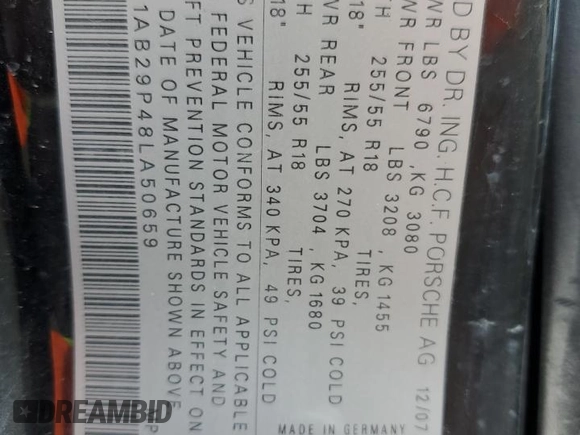 D BY DR. ING. H.C.F. PORSCHE AG 12/07
WR LBS 6790 ,KG 3080
WR FRONT LBS 3208 , KG 1455
TH 255/55 R18 TIRES,
18" RIMS, AT 270 KPA, 39 PSI COLD
VR REAR LBS 3704 , KG 1680
H 255/55 R18 TIRES,
18" RIMS, AT 340 KPA, 49 PSI COLD
S VEHICLE CONFORMS TO ALL APPLICABLE
FEDERAL MOTOR VEHICLE SAFETY AND
FT PREVENTION STANDARDS IN EFFECT ON
DATE OF MANUFACTURE SHOWN ABOVE
1AB29P48LA50659
P
MADE IN GERMANY
DREAMBID